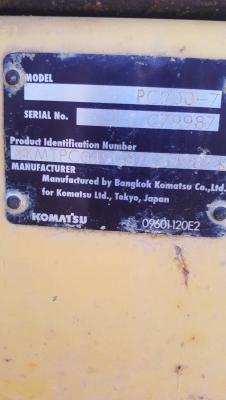 MODEL
PC200-7
SERIAL No.
C79987
Product Identification Number
MANUFACTURER
Manufactured by Bangkok Komatsu Co.,Ltd.
for Komatsu Ltd., Tokyo, Japan
KOMATSU
09601-120E2